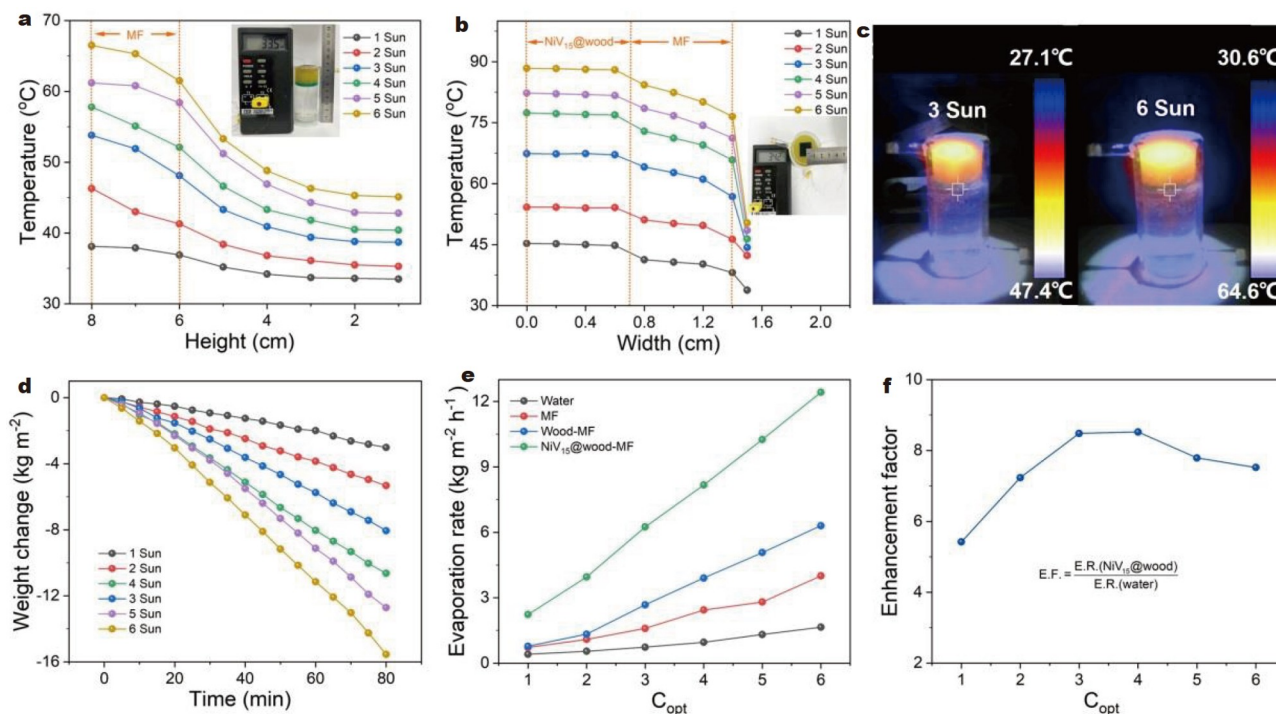 a
70
60
50
40
30
Temperature (°C)
MF
1 Sun
2 Sun
3 Sun
4 Sun
5 Sun
6 Sun
8
6
4
2
Height (cm)
b
105
90
75
60
45
30
Temperature (°C)
NiV₁₅@wood
MF
1 Sun
2 Sun
3 Sun
4 Sun
5 Sun
6 Sun
0.0
0.4
0.8
1.2
1.6
2.0
Width (cm)
c
27.1℃
30.6℃
3 Sun
6 Sun
47.4℃
64.6℃
d
0
-4
-8
-12
-16
Weight change (kg m⁻²)
1 Sun
2 Sun
4 Sun
3 Sun
5 Sun
6 Sun
0
20
40
60
80
Time (min)
e
12
9
6
3
0
Evaporation rate (kg m⁻² h⁻¹)
Water
MF
Wood-MF
NiV₁₅@wood-MF
1
2
3
4
5
6
Cₒₚₜ
f
10
8
6
4
2
Enhancement factor
E.F. = E.R.(NiV₁₅@wood)
E.R.(water)
1
2
3
4
5
6
Cₒₚₜ